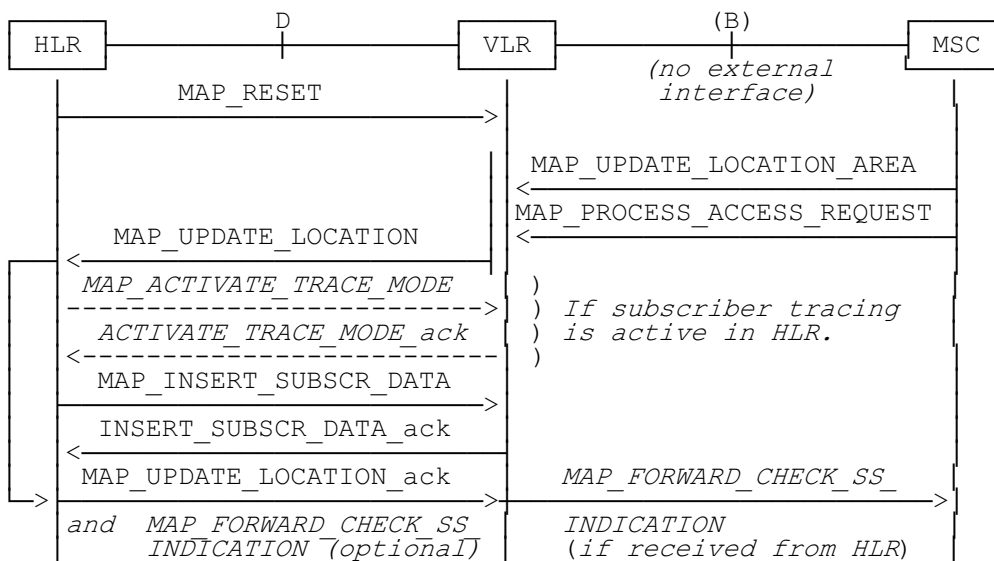 D (B)
HLR VLR MSC
(no external
interface)
MAP_RESET
MAP_UPDATE_LOCATION_AREA
MAP_PROCESS_ACCESS_REQUEST
MAP_UPDATE_LOCATION
MAP_ACTIVATE_TRACE_MODE )
) If subscriber tracing
ACTIVATE_TRACE_MODE_ack ) is active in HLR.
)
MAP_INSERT_SUBSCR_DATA
INSERT_SUBSCR_DATA_ack
MAP_UPDATE_LOCATION_ack MAP_FORWARD_CHECK_SS_
and MAP_FORWARD_CHECK_SS_ INDICATION
INDICATION (optional) (if received from HLR)